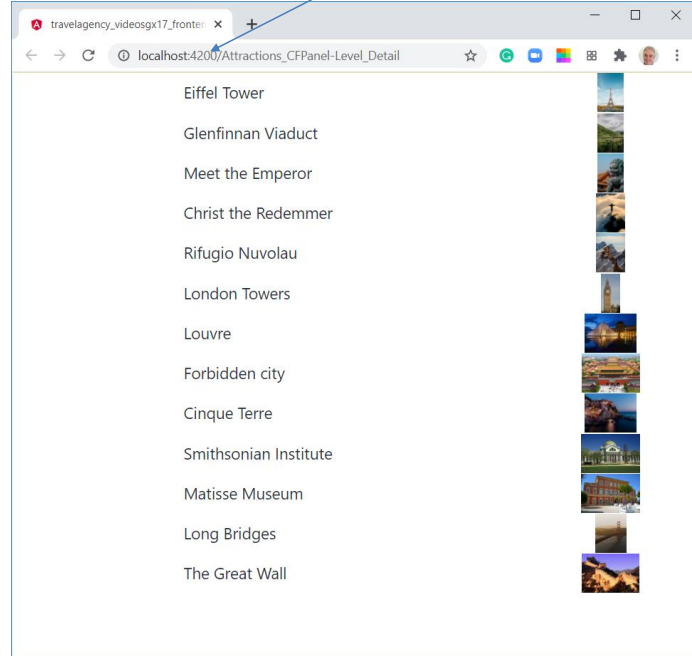 travelagency_videosgx17_fronten
localhost:4200/Attractions_CFPanel-Level_Detail
Eiffel Tower
Glenfinnan Viaduct
Meet the Emperor
Christ the Redemmer
Rifugio Nuvolau
London Towers
Louvre
Forbidden city
Cinque Terre
Smithsonian Institute
Matisse Museum
Long Bridges
The Great Wall